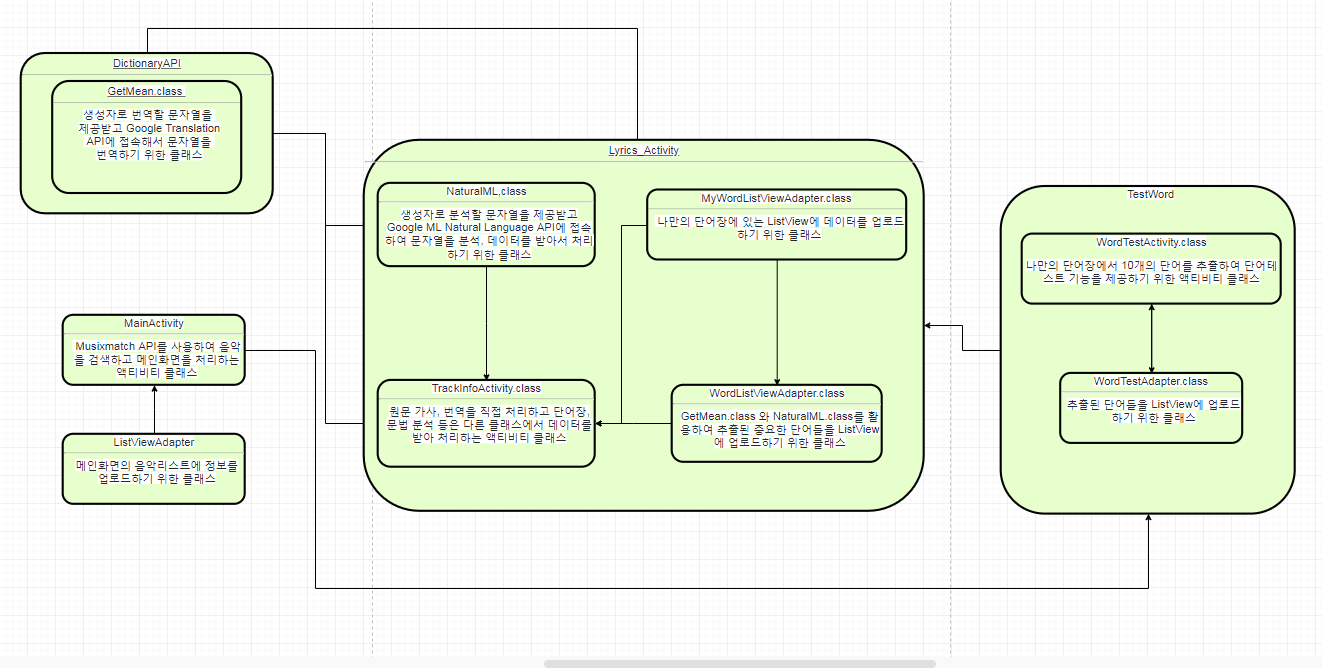 DictionaryAPI
GetMean.class
생성자로 번역할 문자열을
제공받고 Google Translation
API에 접속해서 문자열을
번역하기 위한 클래스
MainActivity
Musixmatch API를 사용하여 음악
을 검색하고 메인화면을 처리하는
액티비티 클래스
ListViewAdapter
메인화면의 음악리스트에 정보를
업로드하기 위한 클래스
Lyrics_Activity
NaturalML,class
생성자로 분석할 문자열을 제공받고
Google ML Natural Language API에 접속
하여 문자열을 분석, 데이터를 받아서 처리
하기 위한 클래스
MyWordListViewAdapter.class
나만의 단어장에 있는 ListView에 데이터를 업로드
하기 위한 클래스
TrackInfoActivity.class
원문 가사, 번역을 직접 처리하고 단어장,
문법 분석 등은 다른 클래스에서 데이터를
받아 처리하는 액티비티 클래스
WordListViewAdapter.class
GetMean.class 와 NaturalML.class를 활
용하여 추출된 중요한 단어들을 ListView
에 업로드하기 위한 클래스
TestWord
WordTestActivity.class
나만의 단어장에서 10개의 단어를 추출하여 단어테
스트 기능을 제공하기 위한 액티비티 클래스
WordTestAdapter.class
추출된 단어들을 ListView에 업로드
하기 위한 클래스